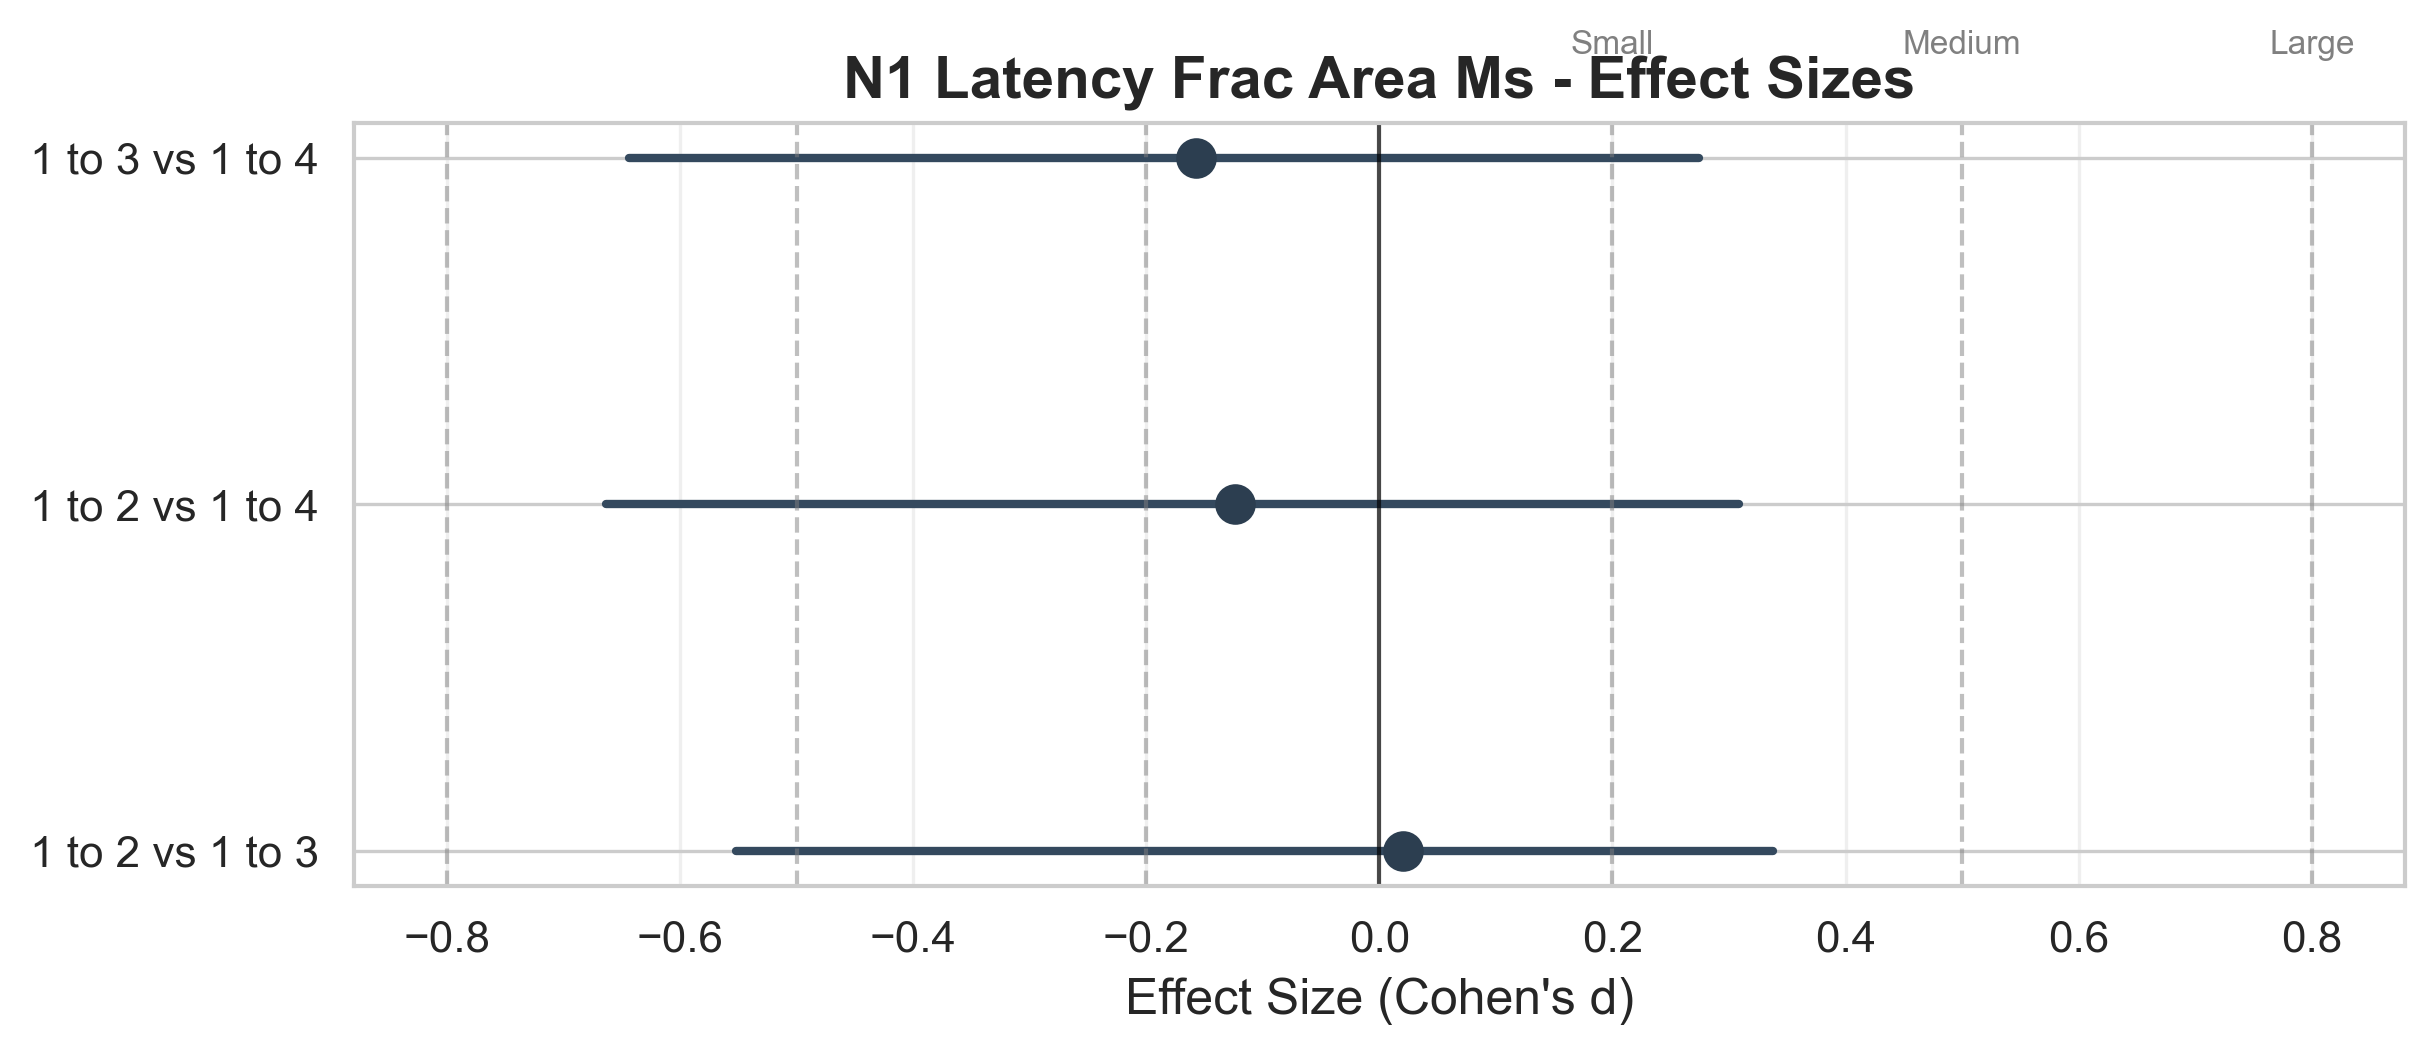 Small Medium Large
N1 Latency Frac Area Ms - Effect Sizes
1 to 3 vs 1 to 4
1 to 2 vs 1 to 4
1 to 2 vs 1 to 3
−0.8 −0.6 −0.4 −0.2 0.0 0.2 0.4 0.6 0.8
Effect Size (Cohen's d)